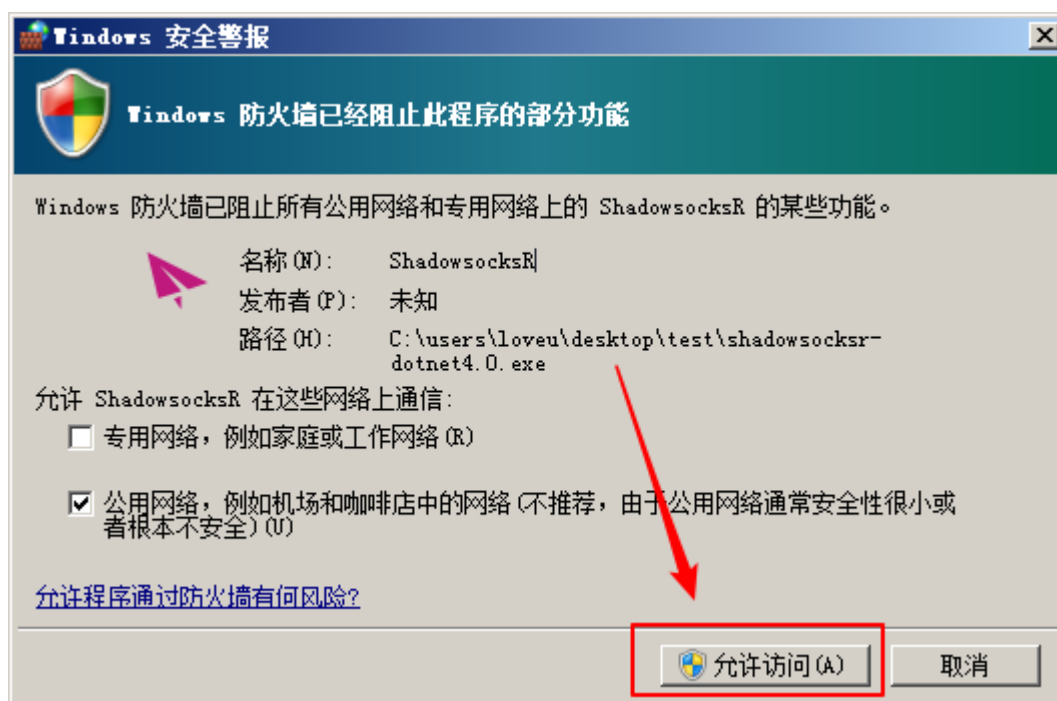 Windows 安全警报
Windows 防火墙已经阻止此程序的部分功能
Windows 防火墙已阻止所有公用网络和专用网络上的 ShadowsocksR 的某些功能。
名称(N): ShadowsocksR
发布者(P): 未知
路径(H): C:\users\loveu\desktop\test\shadowsocksr-
dotnet4.0.exe
允许 ShadowsocksR 在这些网络上通信:
专用网络，例如家庭或工作网络(R)
公用网络，例如机场和咖啡店中的网络(不推荐，由于公用网络通常安全性很小或
者根本不安全)(U)
允许程序通过防火墙有何风险?
允许访问(A) 取消